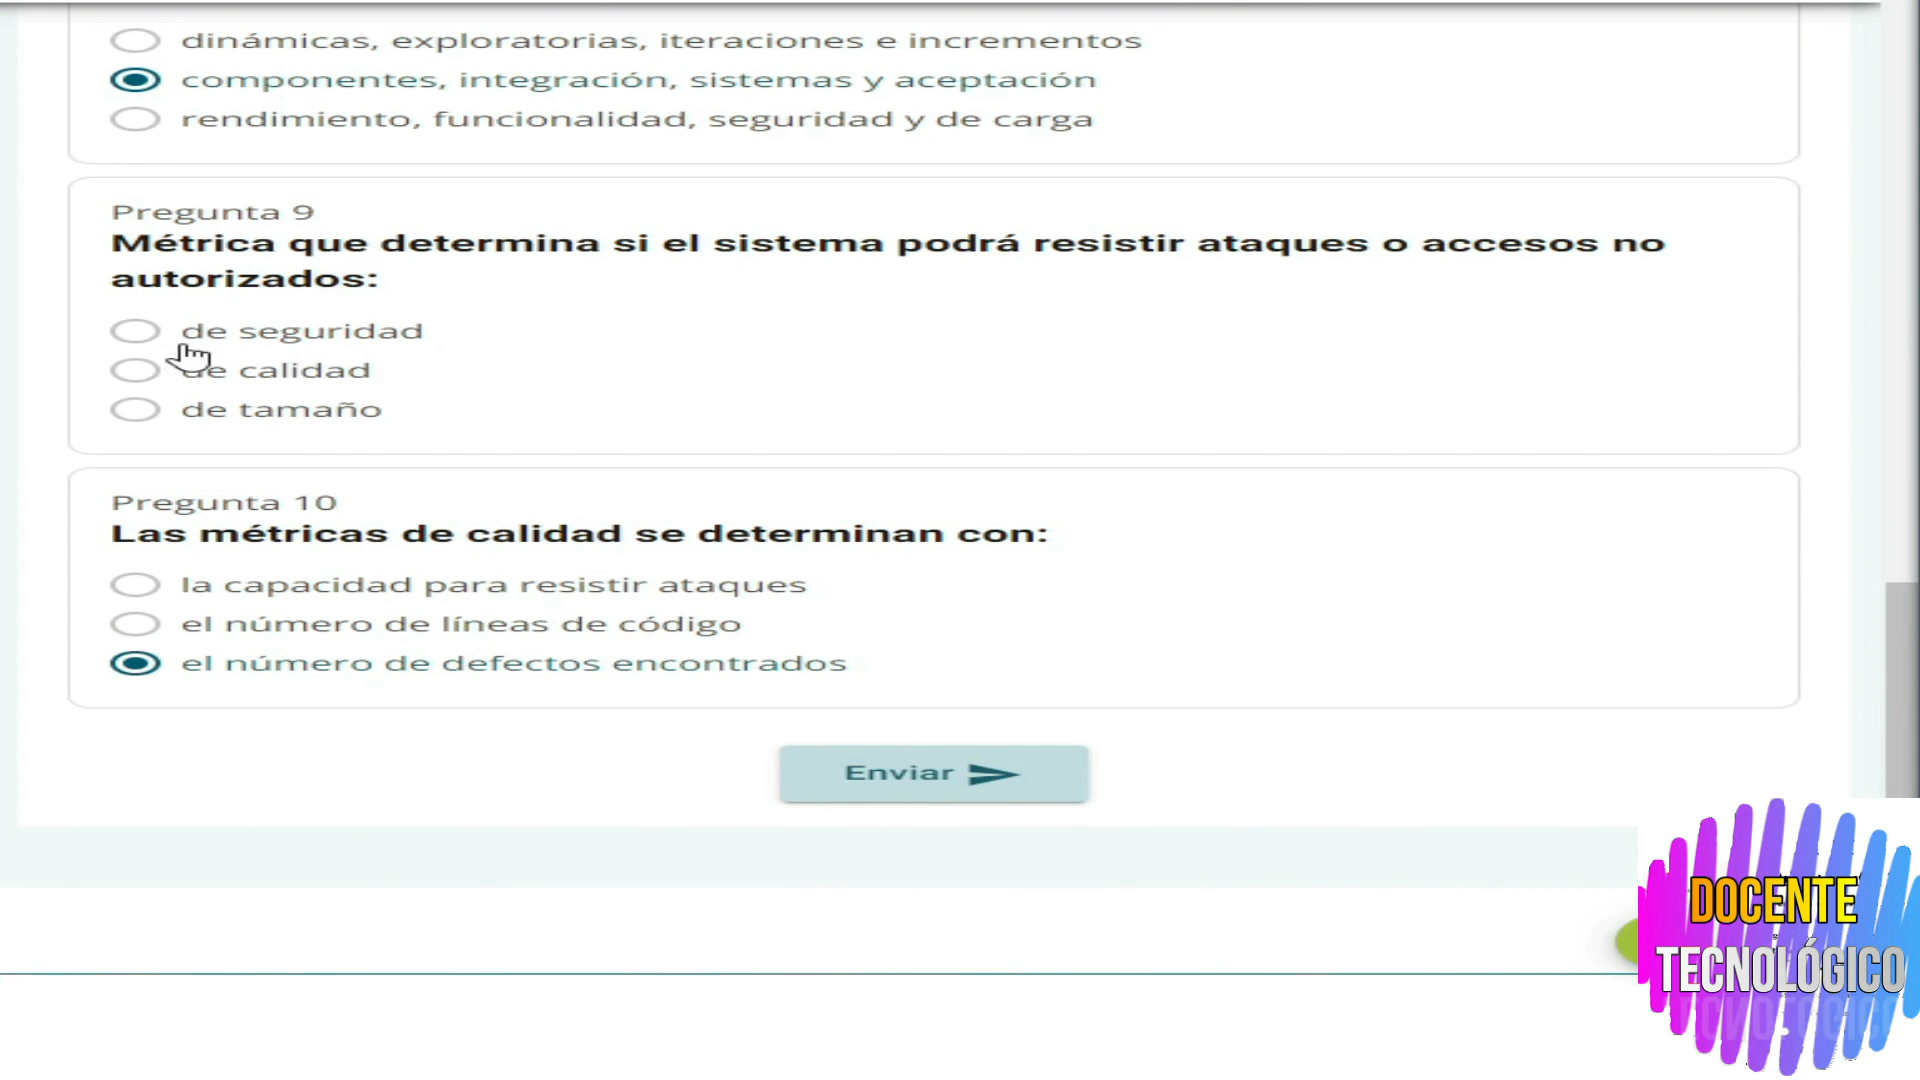 dinámicas, exploratorias, iteraciones e incrementos
componentes, integración, sistemas y aceptación
rendimiento, funcionalidad, seguridad y de carga
Pregunta 9
Métrica que determina si el sistema podrá resistir ataques o accesos no
autorizados:
de seguridad
de calidad
de tamaño
Pregunta 10
Las métricas de calidad se determinan con:
la capacidad para resistir ataques
el número de líneas de código
el número de defectos encontrados
Enviar
DOCENTE
TECNOLÓGICO